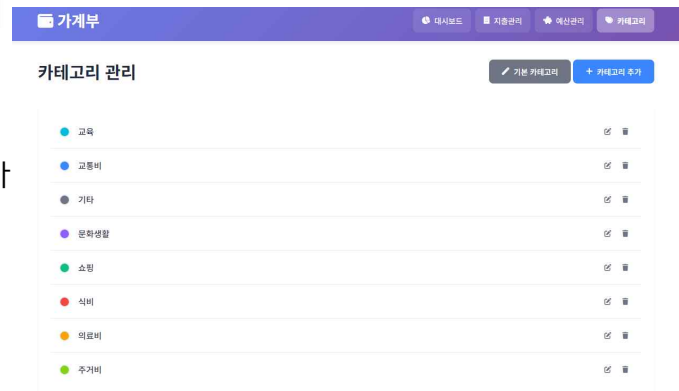 가계부
대시보드 지출관리 예산관리 카테고리
카테고리 관리
기본 카테고리 + 카테고리 추가
교육
교통비
기타
문화생활
쇼핑
식비
의료비
주거비